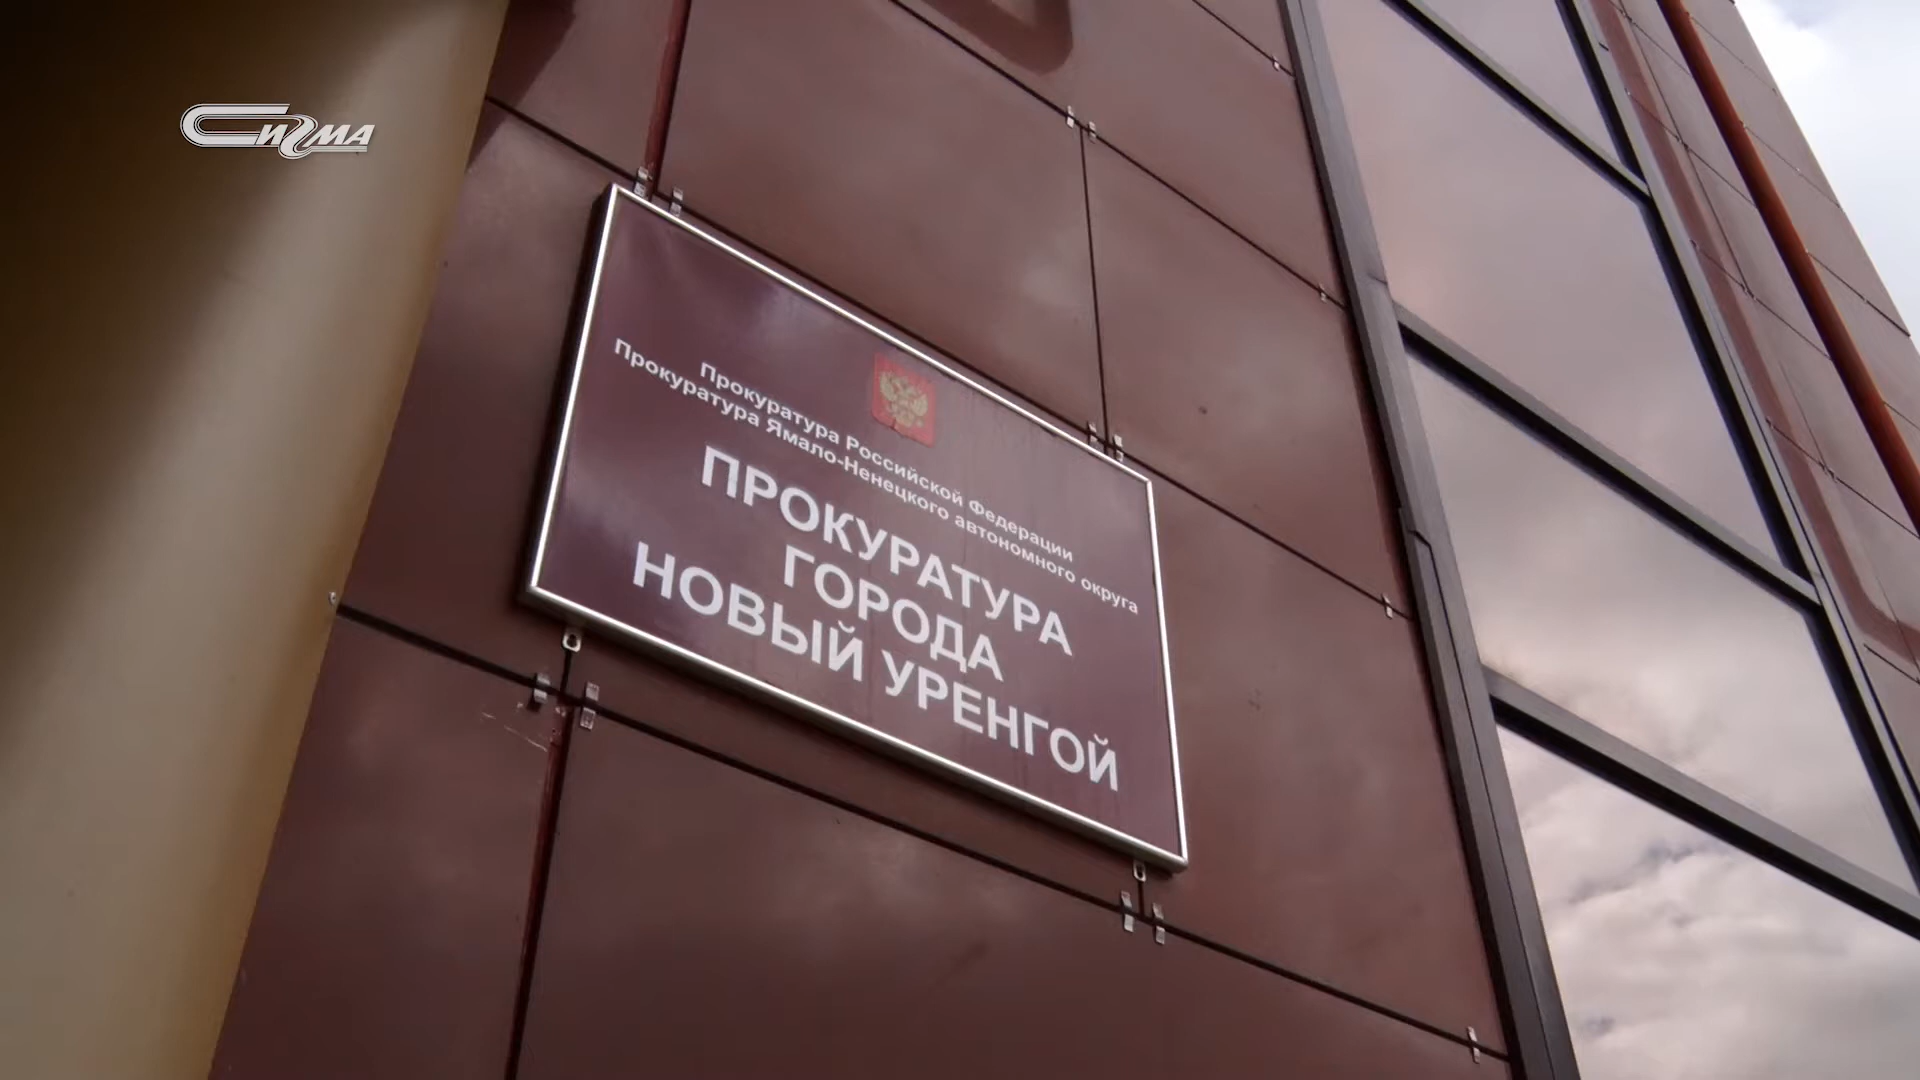 СИГМА
Прокуратура Российской Федерации
Прокуратура Ямало-Ненецкого автономного округа
ПРОКУРАТУРА
ГОРОДА
НОВЫЙ УРЕНГОЙ